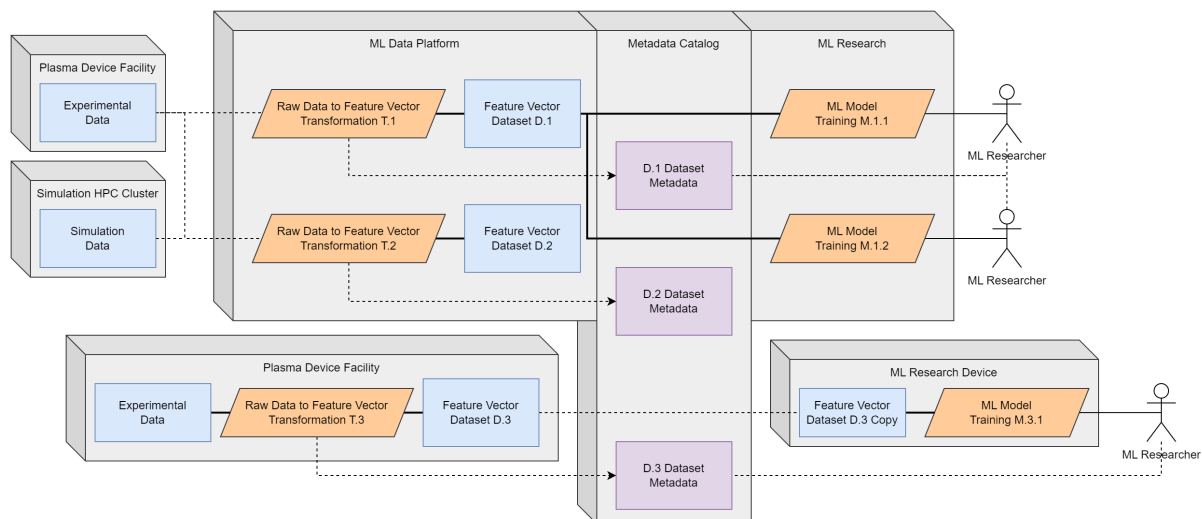 ML Data Platform
Metadata Catalog
ML Research
Plasma Device Facility
Experimental
Data
Raw Data to Feature Vector
Transformation T.1
Feature Vector
Dataset D.1
ML Model
Training M.1.1
ML Researcher
D.1 Dataset
Metadata
Simulation HPC Cluster
Simulation
Data
Raw Data to Feature Vector
Transformation T.2
Feature Vector
Dataset D.2
ML Model
Training M.1.2
ML Researcher
D.2 Dataset
Metadata
Plasma Device Facility
Experimental
Data
Raw Data to Feature Vector
Transformation T.3
Feature Vector
Dataset D.3
ML Research Device
Feature Vector
Dataset D.3 Copy
ML Model
Training M.3.1
ML Researcher
D.3 Dataset
Metadata